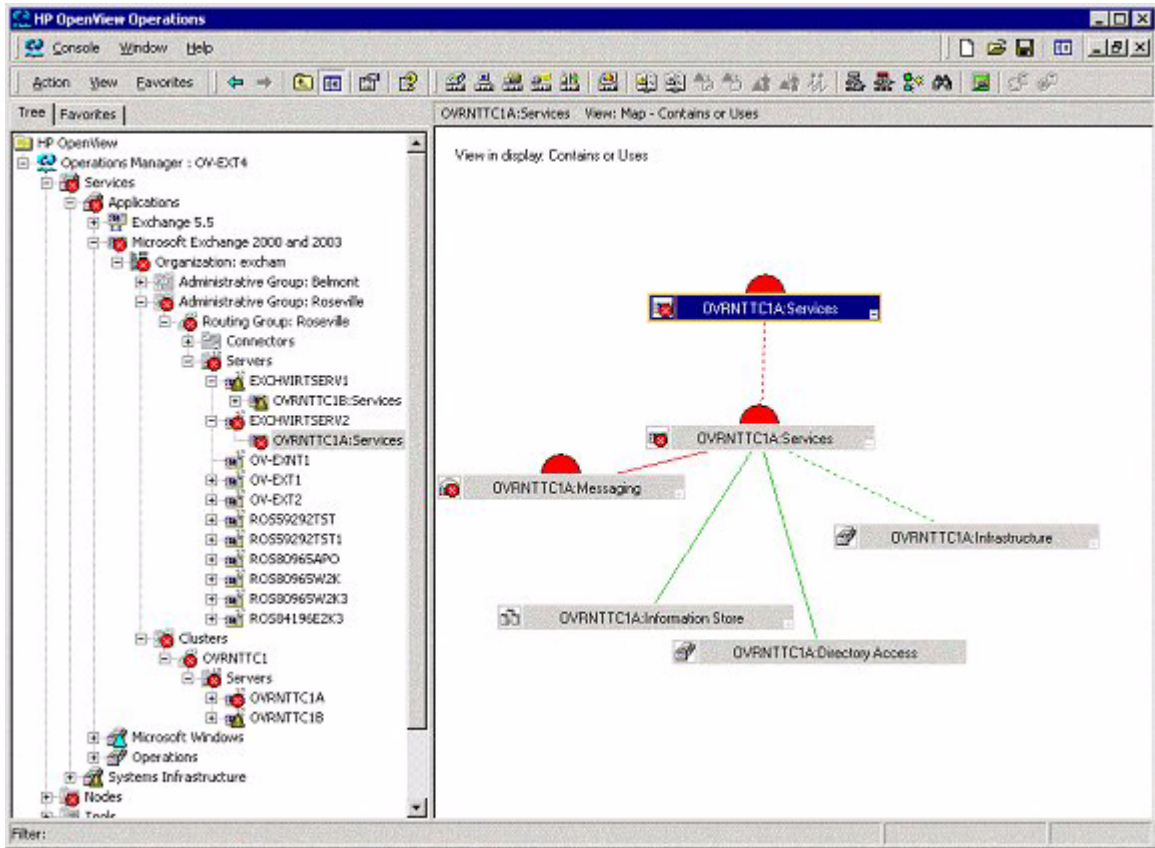 HP OpenView Operations
Console Window Help
Action View Favorites
Tree Favorites
OVRNTTC1A:Services View: Map - Contains or Uses
HP OpenView
Operations Manager : OV-EXT4
Services
Applications
Exchange 5.5
Microsoft Exchange 2000 and 2003
Organization: excham
Administrative Group: Belmont
Administrative Group: Roseville
Routing Group: Roseville
Connectors
Servers
EXCHVIRTSERV1
OVRNTTC1B:Services
EXCHVIRTSERV2
OVRNTTC1A:Services
OV-EXNT1
OV-EXT1
OV-EXT2
ROS59292TST
ROS59292TST1
ROS80965APO
ROS80965W2K
ROS80965W2K3
ROS84196E2K3
Clusters
OVRNTTC1
Servers
OVRNTTC1A
OVRNTTC1B
Microsoft Windows
Operations
Systems Infrastructure
Nodes
Tools
View in display: Contains or Uses
OVRNTTC1A:Services
OVRNTTC1A:Services
OVRNTTC1A:Messaging
OVRNTTC1A:Infrastructure
OVRNTTC1A:Information Store
OVRNTTC1A:Directory Access
Filter: